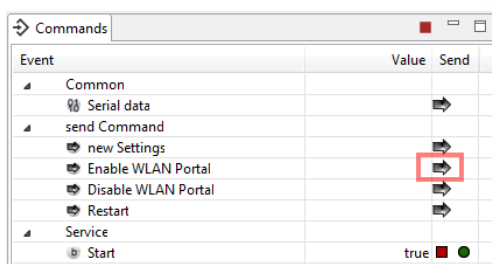 Commands
Event Value Send
Common
Serial data
send Command
new Settings
Enable WLAN Portal
Disable WLAN Portal
Restart
Service
b Start true